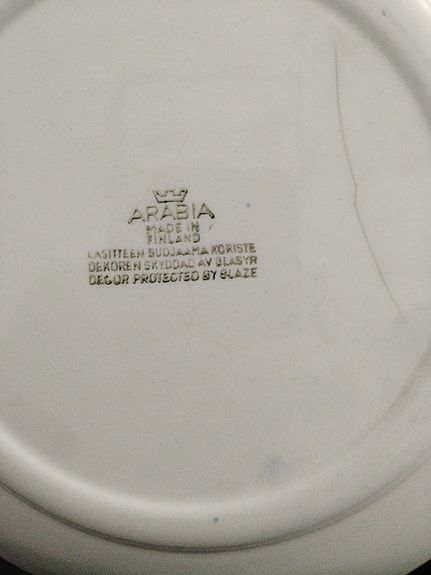 ARABIA
MADE IN
FINLAND
LASITTEEN SUOJAAMA KORISTE
DEKOREN SKYDDAD AV GLASYR
DECOR PROTECTED BY GLAZE